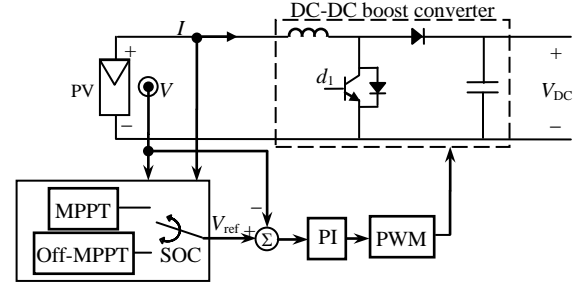 DC-DC boost converter
I
+
PV
V
d1
+
VDC
−
−
MPPT
Off-MPPT
SOC
Vref
−
+
Σ
PI
PWM